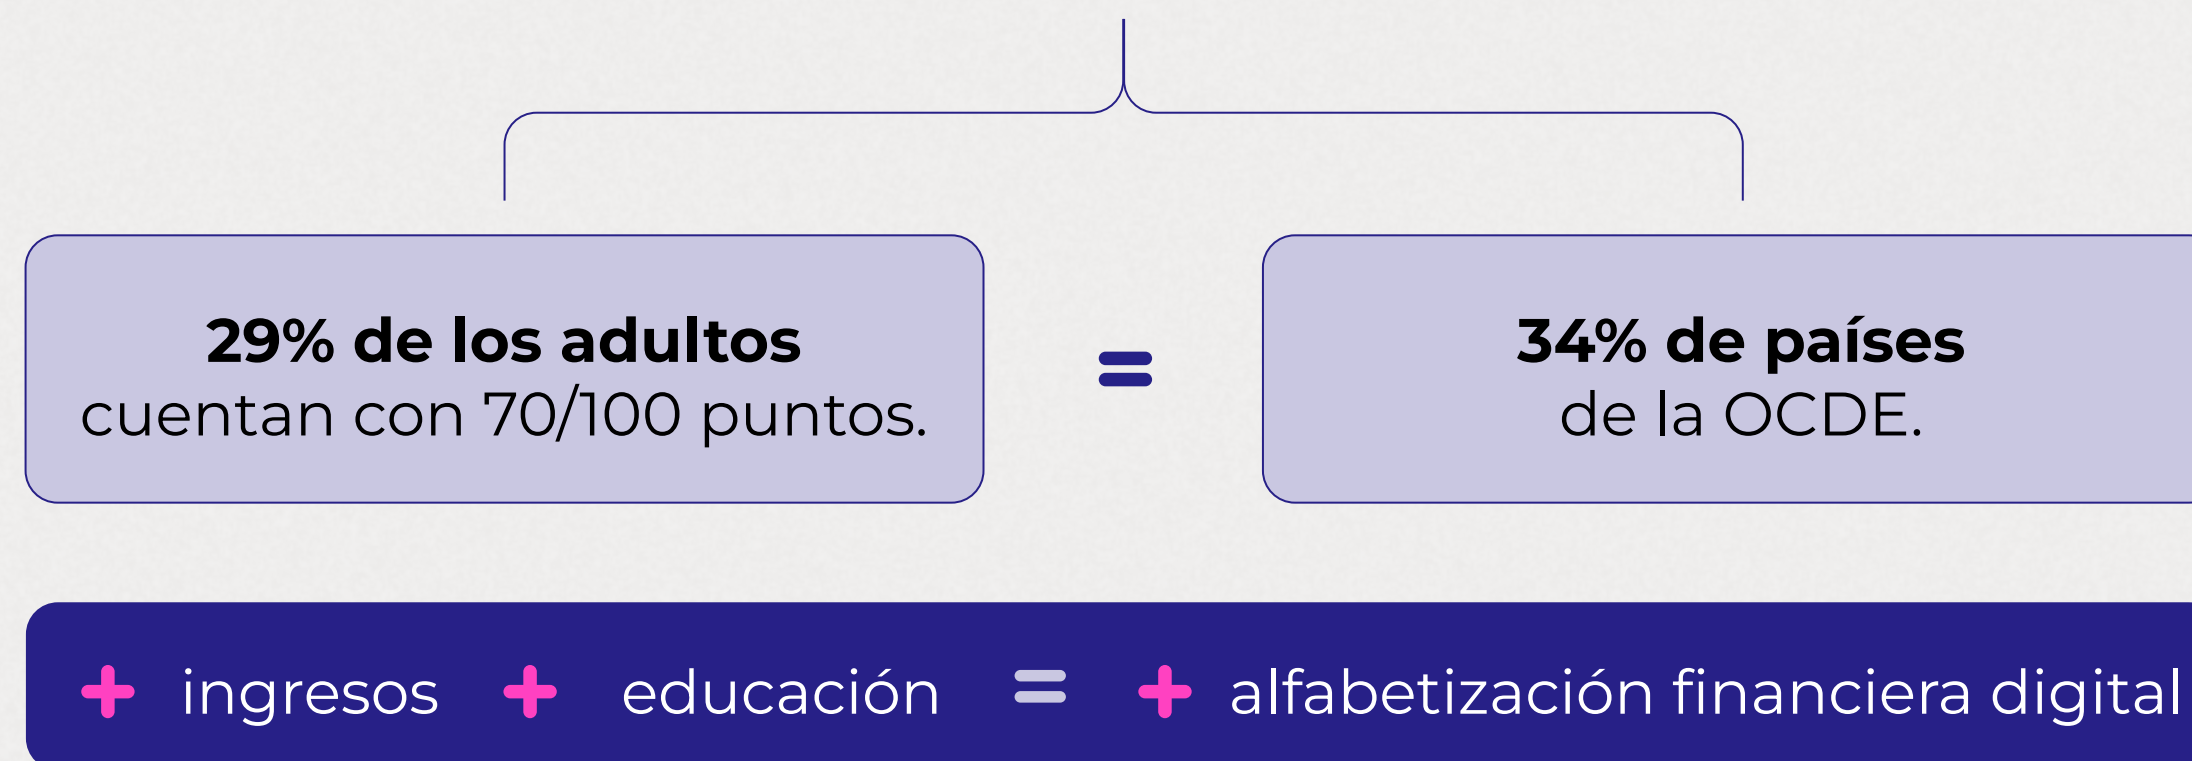 29% de los adultos
cuentan con 70/100 puntos.
=
34% de países
de la OCDE.
+ ingresos + educación = + alfabetización financiera digital